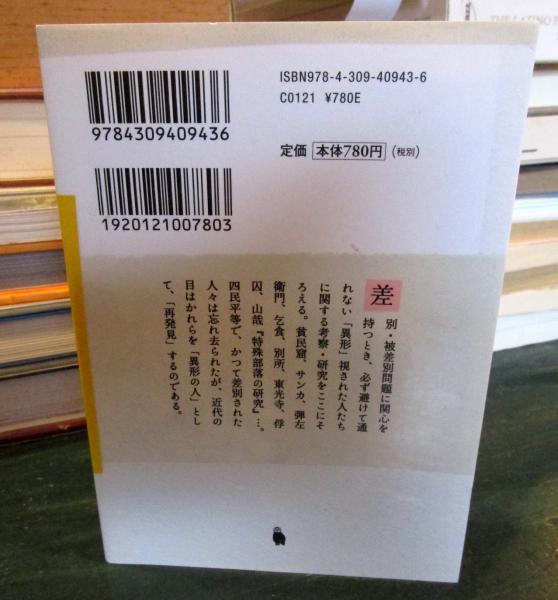 THE LATINO
ISBN978-4-309-40943-6
C0121 ¥780E
9784309409436
定価 本体780円 (税別)
1920121007803
差別・被差別問題に関心を
持つとき、必ず避けて通
れない「異形」視された人たち
に関する考察・研究をここにそ
ろえる。貧民窟、サンカ、弾左
衛門、乞食、別所、東光寺、俘
囚、山哉『特殊部落の研究』…。
四民平等で、かつて差別された
人々は忘れ去られたが、近代の
目はかれらを「異形の人」とし
て、「再発見」するのである。